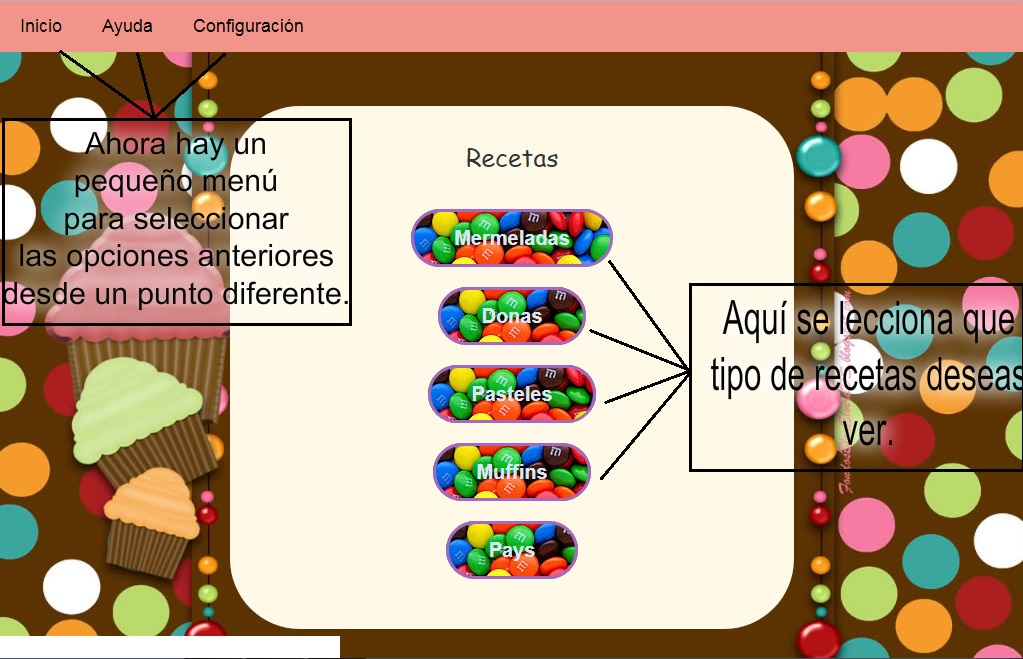 Inicio Ayuda Configuración
Ahora hay un
pequeño menú
para seleccionar
las opciones anteriores
desde un punto diferente.
Recetas
Mermeladas
Donas
Pasteles
Muffins
Pays
Aquí se lecciona que
tipo de recetas deseas
ver.